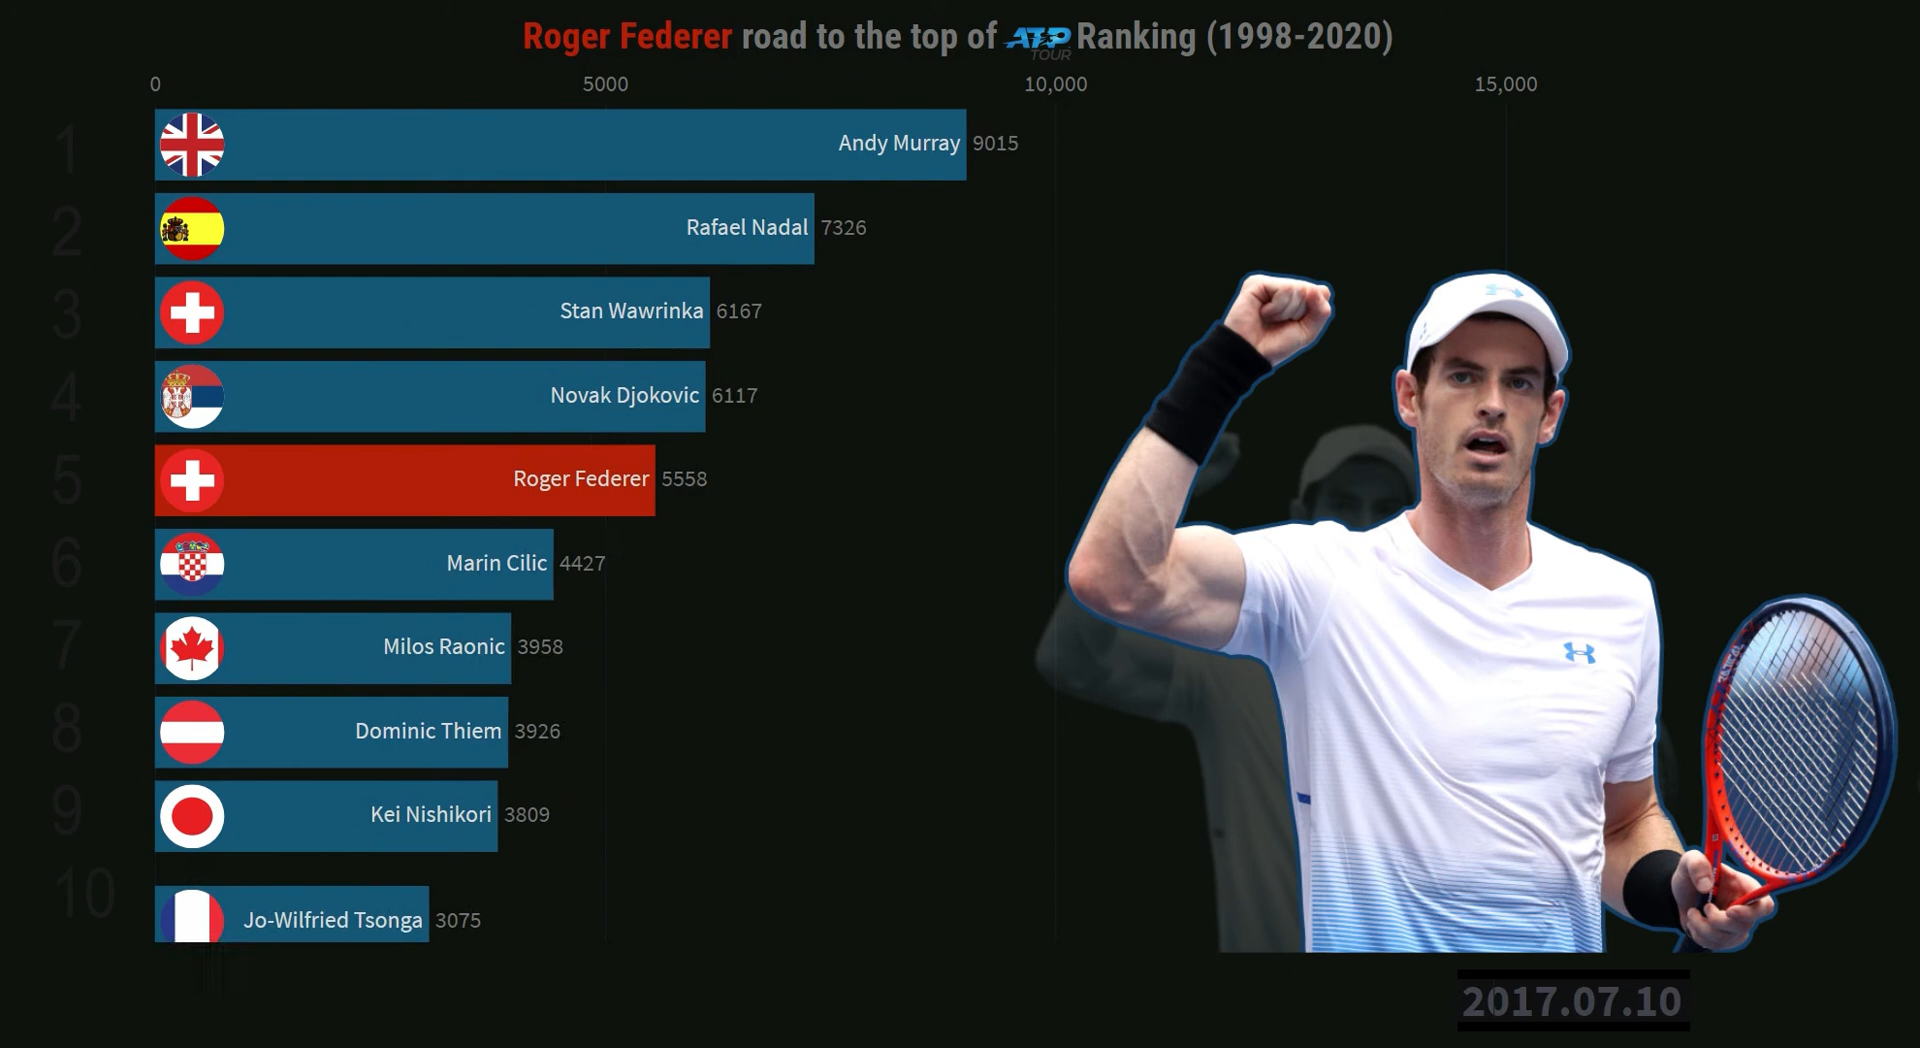 Roger Federer road to the top of ATP TOUR Ranking (1998-2020)
0 5000 10,000 15,000
1 Andy Murray 9015
2 Rafael Nadal 7326
3 Stan Wawrinka 6167
4 Novak Djokovic 6117
5 Roger Federer 5558
6 Marin Cilic 4427
7 Milos Raonic 3958
8 Dominic Thiem 3926
9 Kei Nishikori 3809
10 Jo-Wilfried Tsonga 3075
2017.07.10